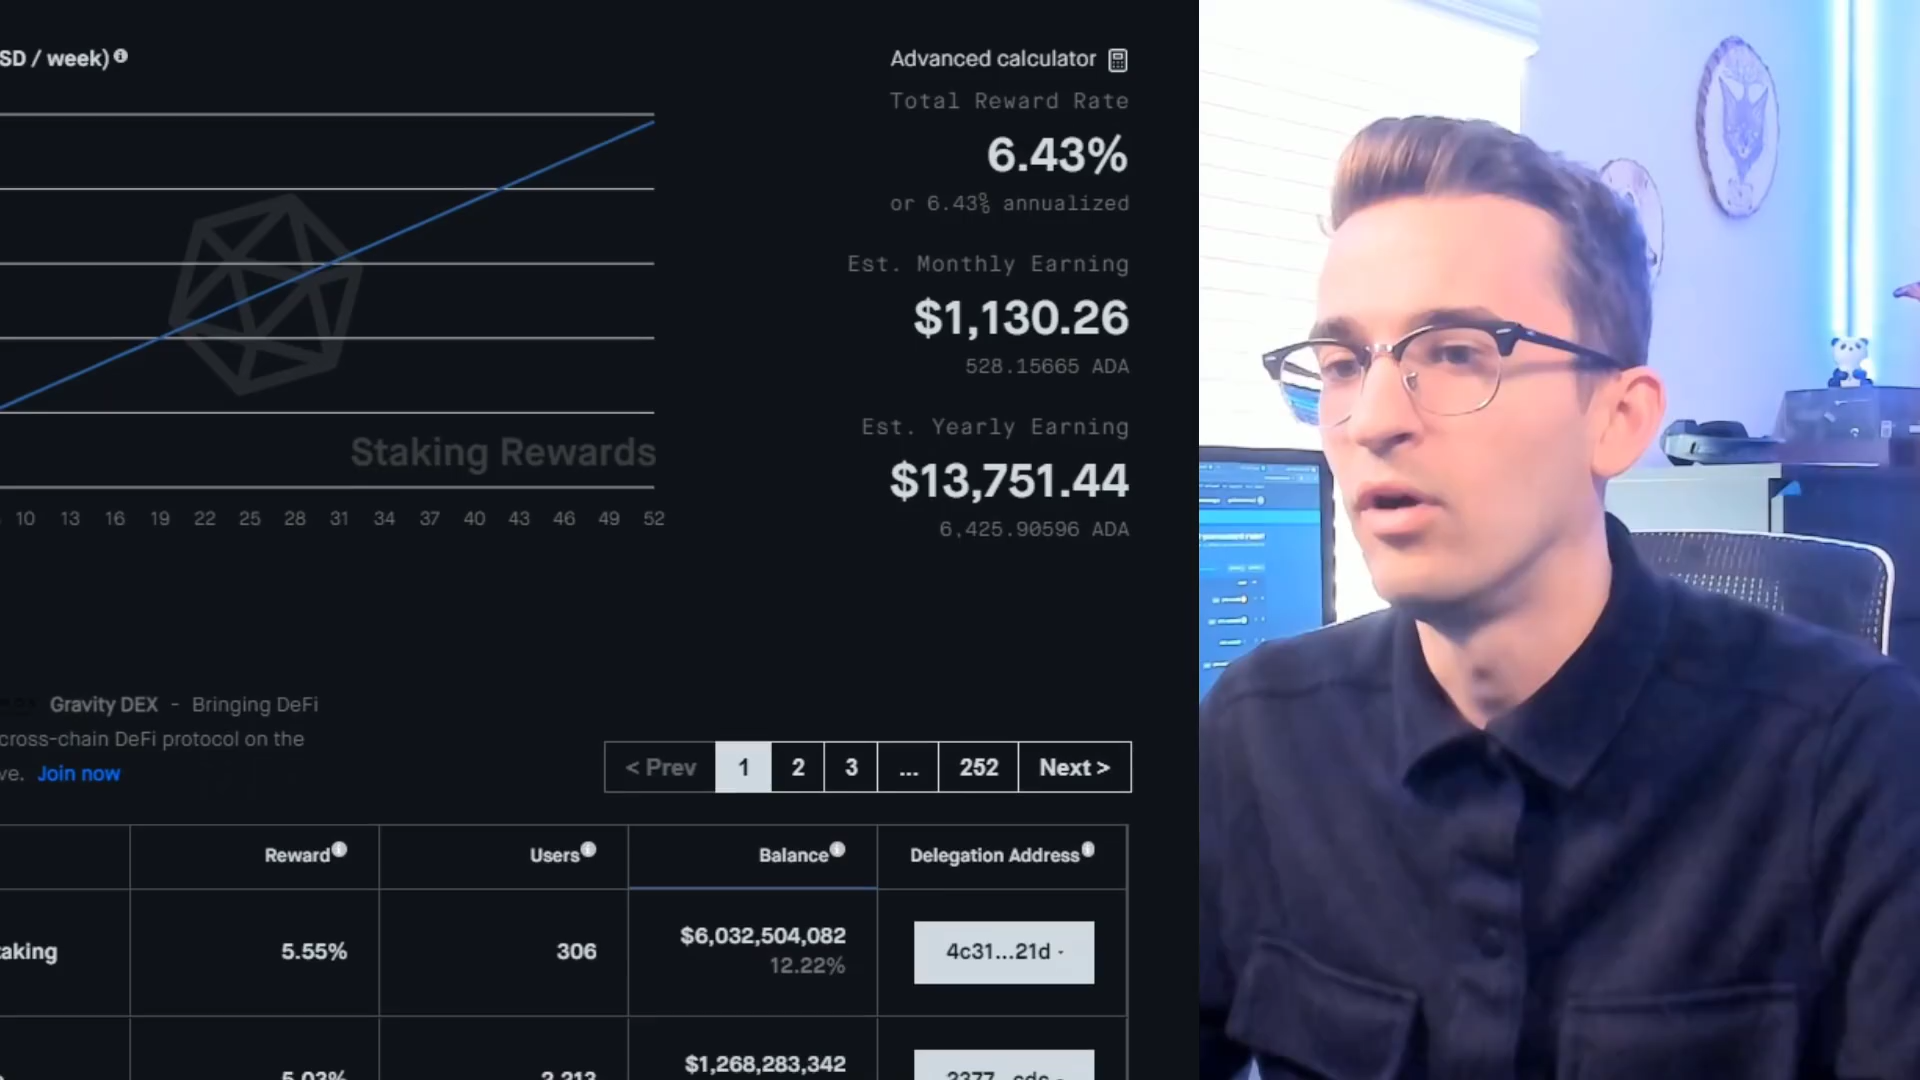 SD / week)
Advanced calculator
Total Reward Rate
6.43%
or 6.43% annualized
Est. Monthly Earning
$1,130.26
528.15665 ADA
Est. Yearly Earning
$13,751.44
6,425.90596 ADA
Staking Rewards
10 13 16 19 22 25 28 31 34 37 40 43 46 49 52
Gravity DEX - Bringing DeFi
cross-chain DeFi protocol on the
ve. Join now
< Prev 1 2 3 ... 252 Next >
Reward Users Balance Delegation Address
aking 5.55% 306 $6,032,504,082 4c31...21d -
12.22%
5.03% 2,213 $1,268,283,342